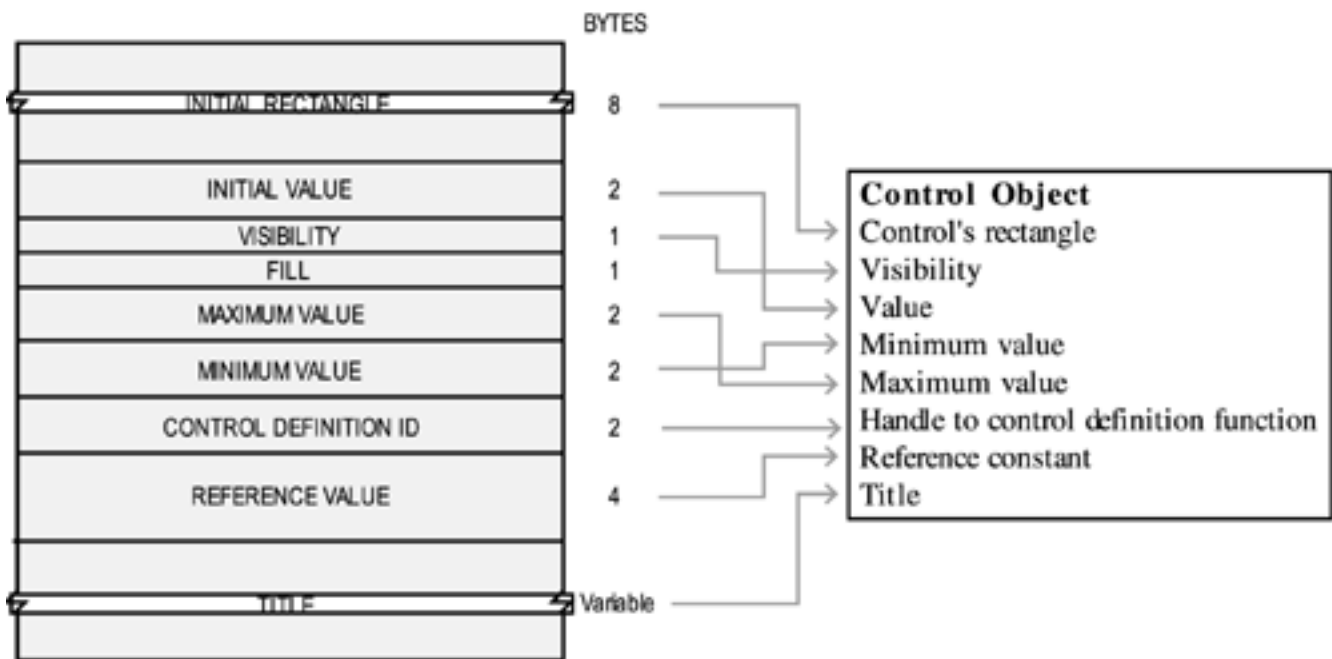 BYTES
INITIAL RECTANGLE 8
INITIAL VALUE 2
VISIBILITY 1
FILL 1
MAXIMUM VALUE 2
MINIMUM VALUE 2
CONTROL DEFINITION ID 2
REFERENCE VALUE 4
TITLE Variable
Control Object
Control's rectangle
Visibility
Value
Minimum value
Maximum value
Handle to control definition function
Reference constant
Title